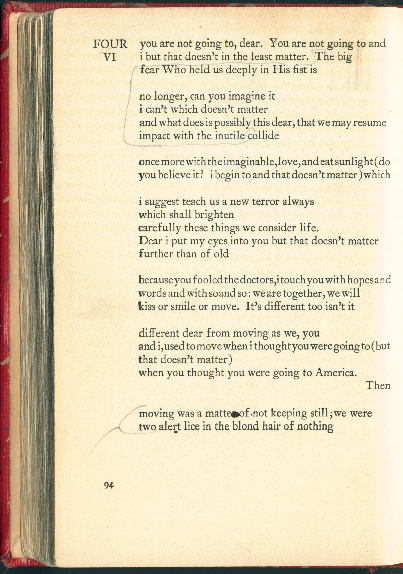 FOUR
VI
you are not going to, dear. You are not going to and
i but that doesn't in the least matter. The big
fear Who held us deeply in His fist is
no longer, can you imagine it
i can't which doesn't matter
and what does is possibly this dear, that we may resume
impact with the inutile collide
once more with the imaginable, love, and eat sunlight (do
you believe it? i begin to and that doesn't matter) which
i suggest teach us a new terror always
which shall brighten
carefully these things we consider life.
Dear i put my eyes into you but that doesn't matter
further than of old
because you fooled the doctors, i touch you with hopes and
words and with so and so: we are together, we will
kiss or smile or move. It's different too isn't it
different dear from moving as we, you
and i, used to move when i thought you were going to (but
that doesn't matter)
when you thought you were going to America.
Then
moving was a matter of not keeping still; we were
two alert lice in the blond hair of nothing
94